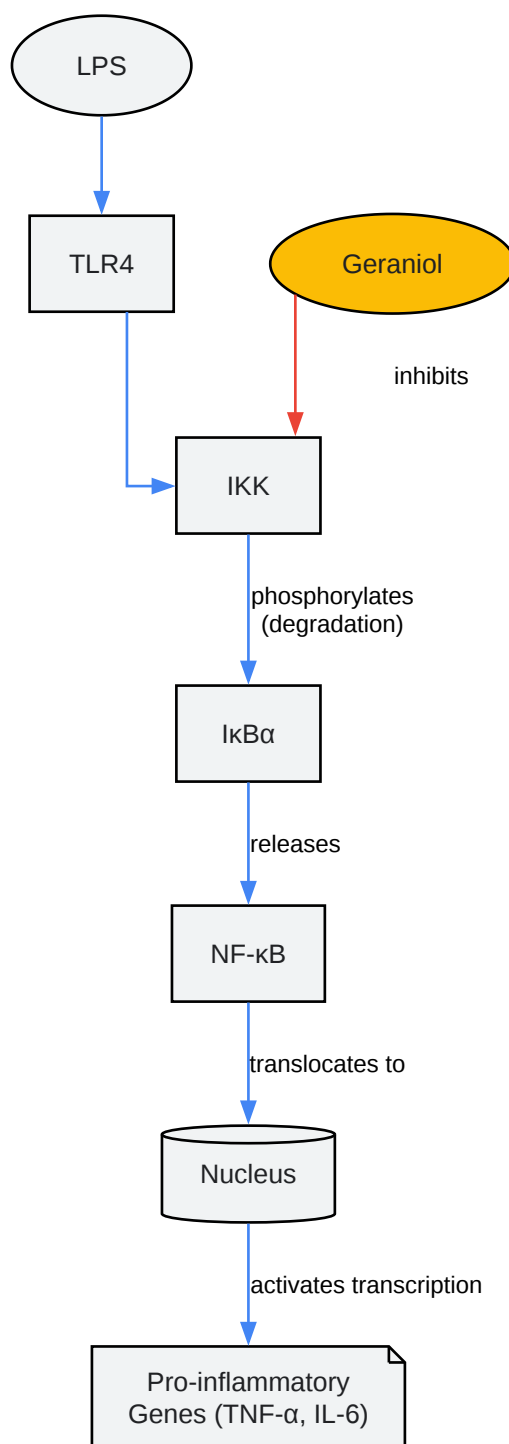 LPS
TLR4
Geraniol
inhibits
IKK
phosphorylates
(degradation)
IκBα
releases
NF-κB
translocates to
Nucleus
activates transcription
Pro-inflammatory
Genes (TNF-α, IL-6)